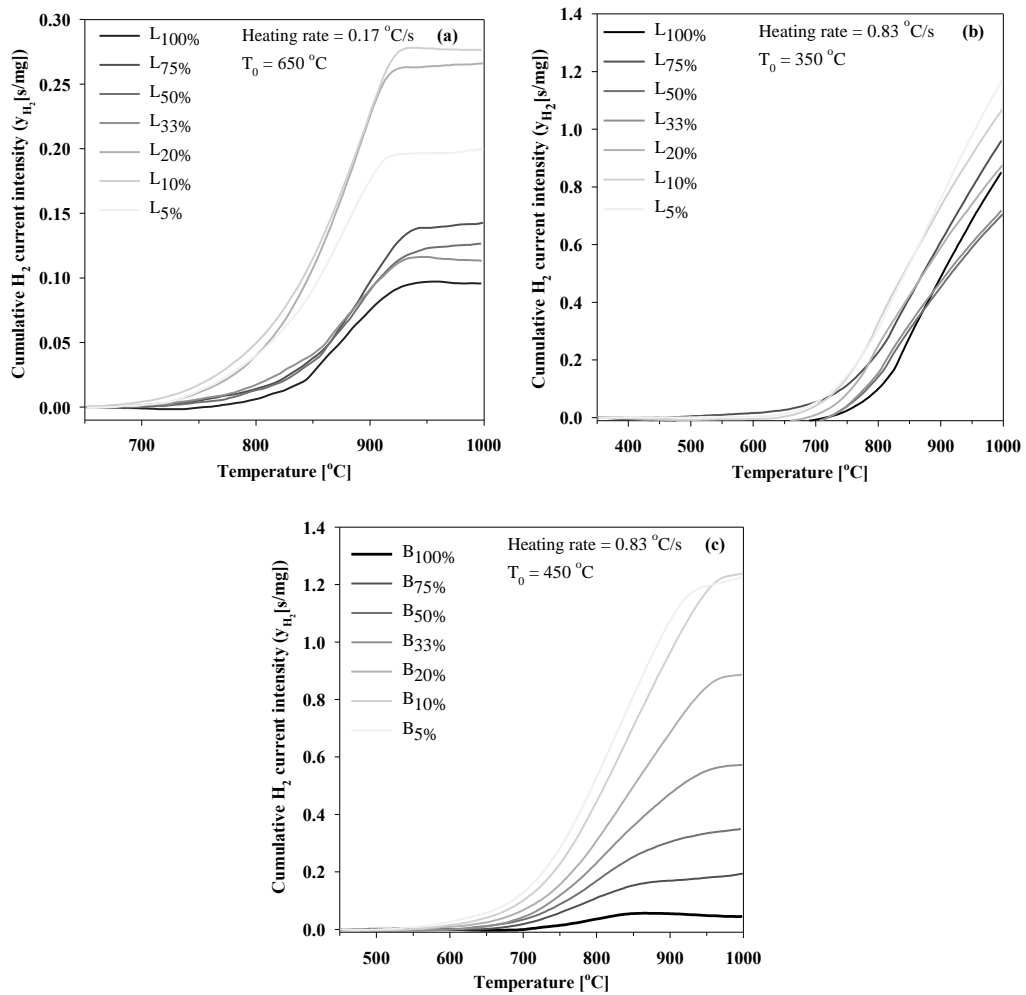 Cumulative H2 current intensity (yH2[s/mg])
0.30
0.25
0.20
0.15
0.10
0.05
0.00
L100%
L75%
L50%
L33%
L20%
L10%
L5%
Heating rate = 0.17 °C/s (a)
T0 = 650 °C
700 800 900 1000
Temperature [°C]
Cumulative H2 current intensity (yH2[s/mg])
1.4
1.2
1.0
0.8
0.6
0.4
0.2
0.0
L100%
L75%
L50%
L33%
L20%
L10%
L5%
Heating rate = 0.83 °C/s (b)
T0 = 350 °C
400 500 600 700 800 900 1000
Temperature [°C]
Cumulative H2 current intensity (yH2[s/mg])
1.4
1.2
1.0
0.8
0.6
0.4
0.2
0.0
B100%
B75%
B50%
B33%
B20%
B10%
B5%
Heating rate = 0.83 °C/s (c)
T0 = 450 °C
500 600 700 800 900 1000
Temperature [°C]